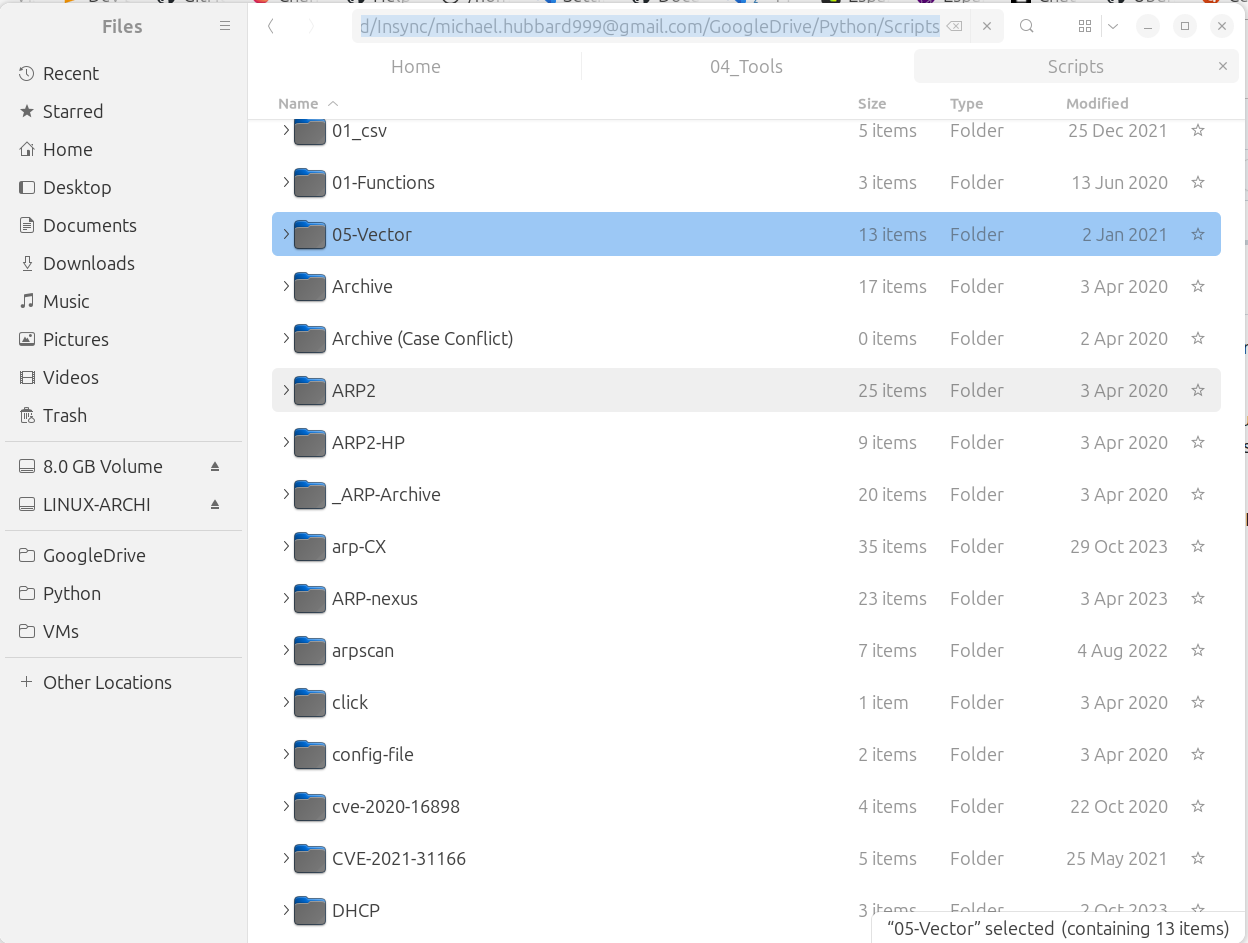 Files
d/Insync/michael.hubbard999@gmail.com/GoogleDrive/Python/Scripts
Home 04_Tools Scripts
Name Size Type Modified
Recent
Starred
Home
Desktop
Documents
Downloads
Music
Pictures
Videos
Trash
8.0 GB Volume
LINUX-ARCHI
GoogleDrive
Python
VMs
Other Locations
01_csv 5 items Folder 25 Dec 2021
01-Functions 3 items Folder 13 Jun 2020
05-Vector 13 items Folder 2 Jan 2021
Archive 17 items Folder 3 Apr 2020
Archive (Case Conflict) 0 items Folder 2 Apr 2020
ARP2 25 items Folder 3 Apr 2020
ARP2-HP 9 items Folder 3 Apr 2020
_ARP-Archive 20 items Folder 3 Apr 2020
arp-CX 35 items Folder 29 Oct 2023
ARP-nexus 23 items Folder 3 Apr 2023
arpscan 7 items Folder 4 Aug 2022
click 1 item Folder 3 Apr 2020
config-file 2 items Folder 3 Apr 2020
cve-2020-16898 4 items Folder 22 Oct 2020
CVE-2021-31166 5 items Folder 25 May 2021
DHCP 3 items Folder 2 Oct 2023
“05-Vector” selected (containing 13 items)